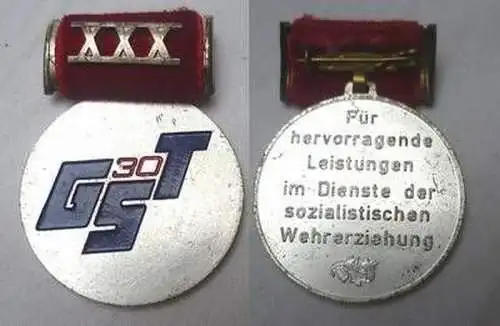 XXX
30
GST
Für
hervorragende
Leistungen
im Dienste der
sozialistischen
Wehrerziehung.